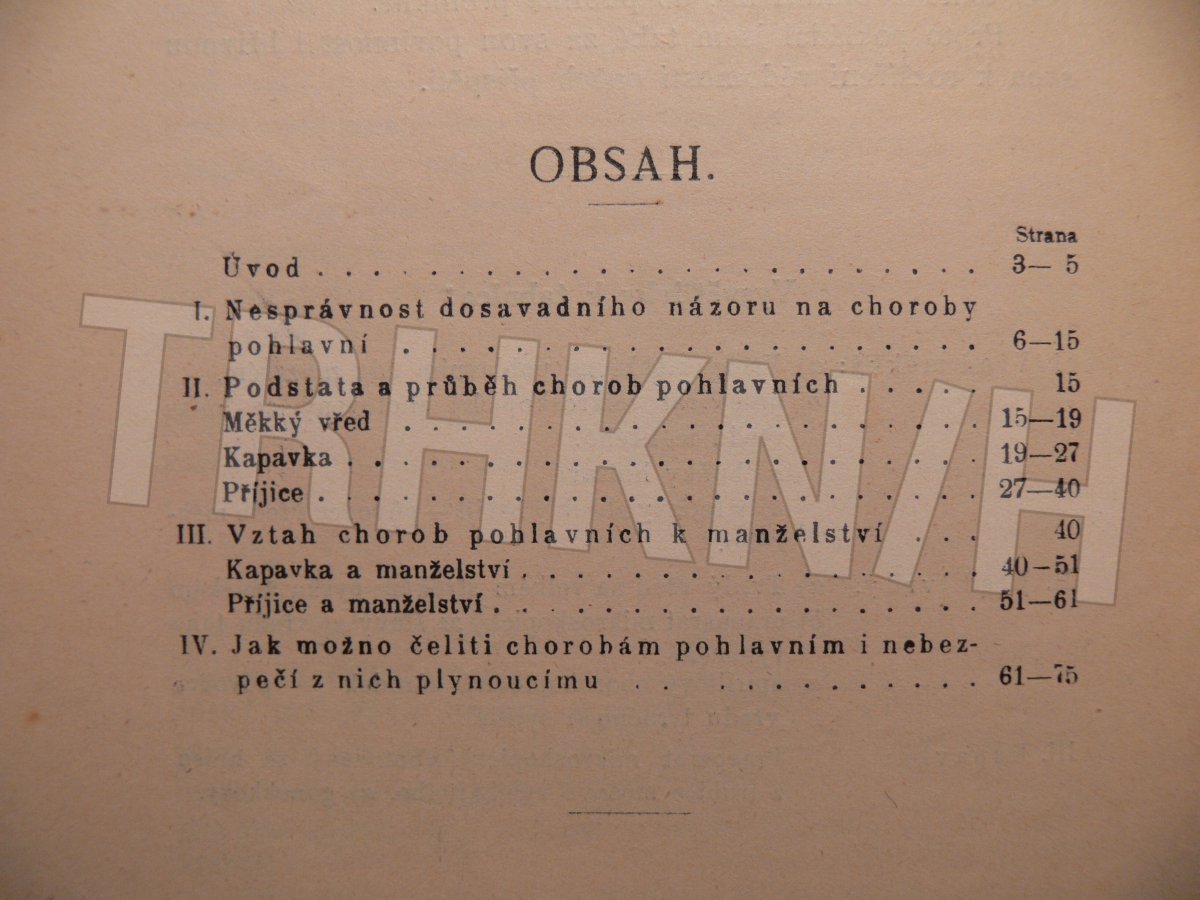 OBSAH.
Strana
Úvod . . . . . . . . . . . . . . . . . . . . . . . . 3— 5
I. Nesprávnost dosavadního názoru na choroby
pohlavní . . . . . . . . . . . . . . . . . . . . 6—15
II. Podstata a průběh chorob pohlavních . . . . . 15
Měkký vřed . . . . . . . . . . . . . . . . . . . . 15—19
Kapavka . . . . . . . . . . . . . . . . . . . . . . 19—27
Příjice . . . . . . . . . . . . . . . . . . . . . . . 27—40
III. Vztah chorob pohlavních k manželství . . . 40
Kapavka a manželství . . . . . . . . . . . . . . . 40—51
Příjice a manželství . . . . . . . . . . . . . . . . 51—61
IV. Jak možno čeliti chorobám pohlavním i nebez-
pečí z nich plynoucímu . . . . . . . . . . . 61—75
TRHKNIH